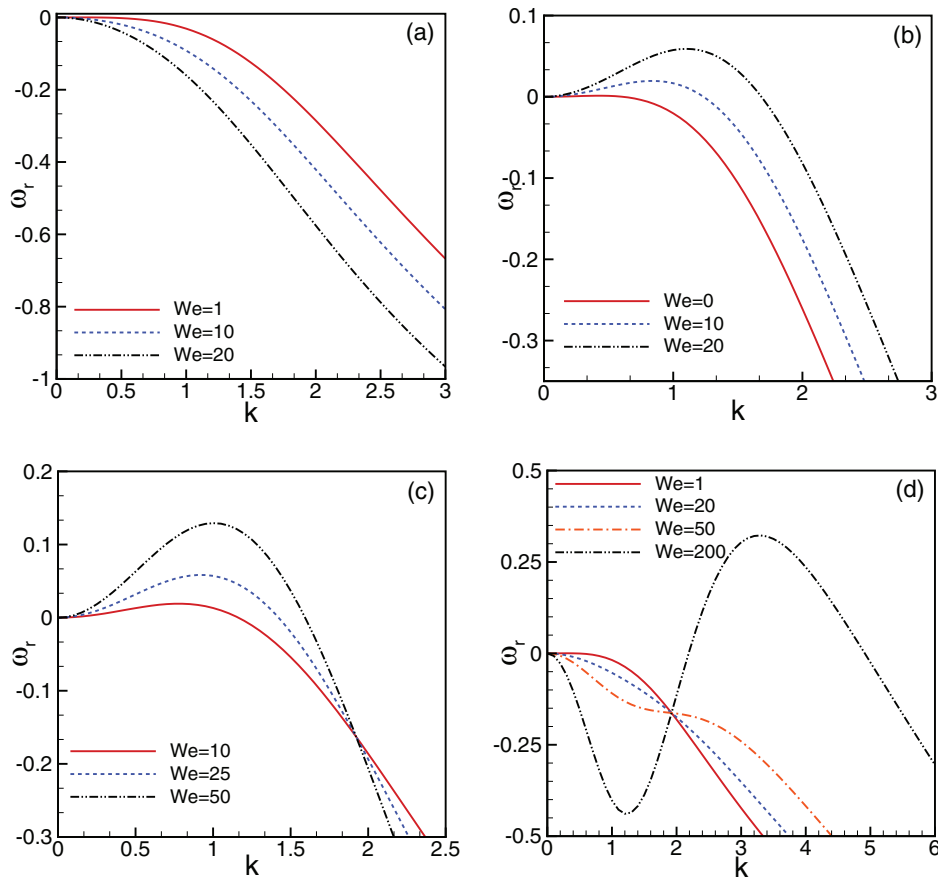 (a)
0
-0.2
-0.4
-0.6
-0.8
-1
ωr
We=1
We=10
We=20
0 0.5 1 1.5 2 2.5 3
k
(b)
0.1
0
-0.1
-0.2
-0.3
ωr
We=0
We=10
We=20
0 1 2 3
k
(c)
0.2
0.1
0
-0.1
-0.2
-0.3
ωr
We=10
We=25
We=50
0 0.5 1 1.5 2 2.5
k
(d)
0.5
0.25
0
-0.25
-0.5
ωr
We=1
We=20
We=50
We=200
0 1 2 3 4 5 6
k